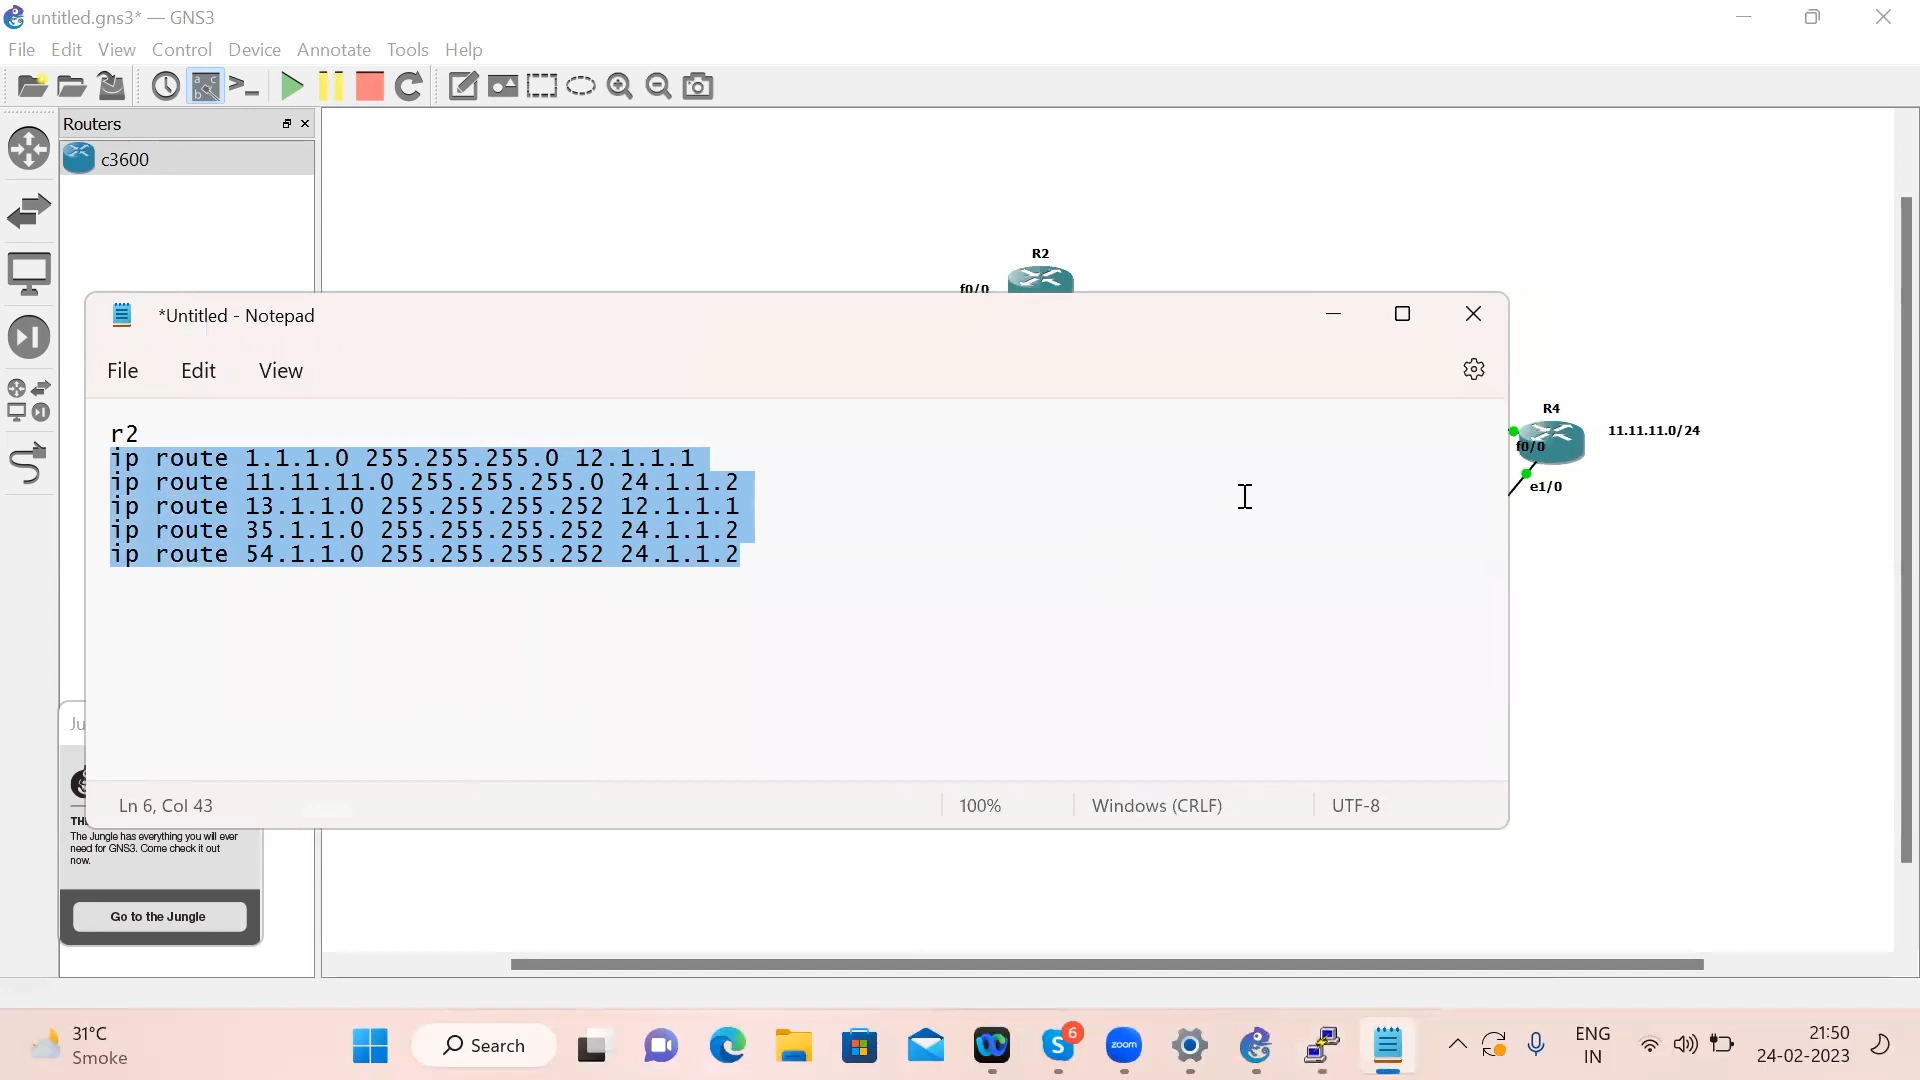 untitled.gns3* — GNS3
File Edit View Control Device Annotate Tools Help
Routers
c3600
R2
f0/0
*Untitled - Notepad
File Edit View
r2
ip route 1.1.1.0 255.255.255.0 12.1.1.1
ip route 11.11.11.0 255.255.255.0 24.1.1.2
ip route 13.1.1.0 255.255.255.252 12.1.1.1
ip route 35.1.1.0 255.255.255.252 24.1.1.2
ip route 54.1.1.0 255.255.255.252 24.1.1.2
R4
f0/0
11.11.11.0/24
e1/0
Ln 6, Col 43 100% Windows (CRLF) UTF-8
Ju
TH
The Jungle has everything you will ever
need for GNS3. Come check it out
now.
Go to the Jungle
31°C
Smoke
Search
6
zoom
ENG
IN
21:50
24-02-2023